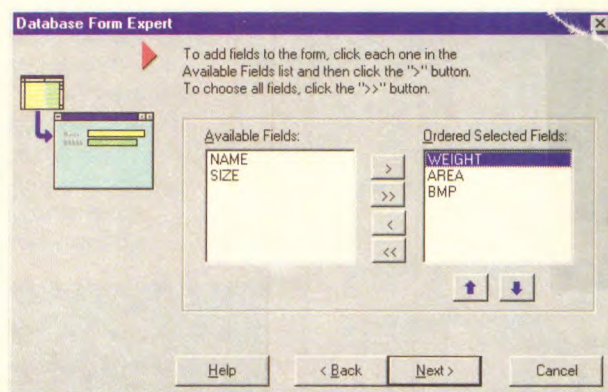 Database Form Expert
To add fields to the form, click each one in the
Available Fields list and then click the ">" button.
To choose all fields, click the ">>" button.
Available Fields:
NAME
SIZE
>
>>
<
<<
Ordered Selected Fields:
WEIGHT
AREA
BMP
Help
< Back
Next >
Cancel